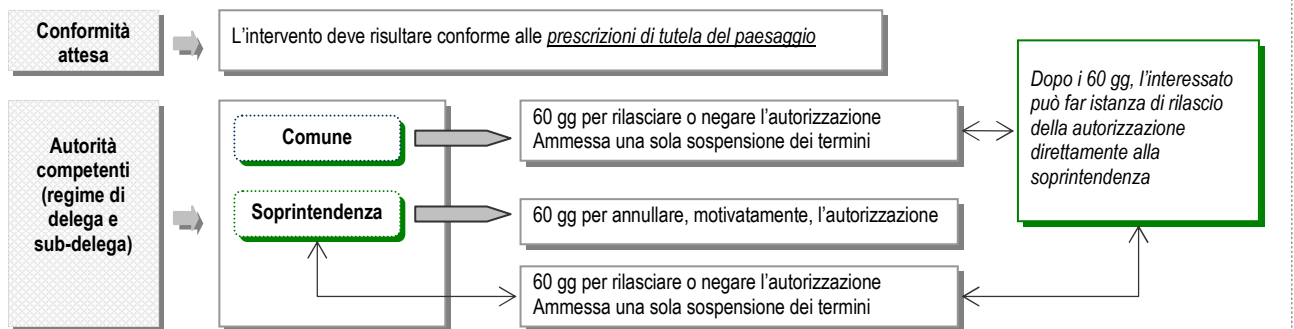 Conformità
attesa
L’intervento deve risultare conforme alle prescrizioni di tutela del paesaggio
Autorità
competenti
(regime di
delega e
sub-delega)
Comune
60 gg per rilasciare o negare l’autorizzazione
Ammessa una sola sospensione dei termini
Dopo i 60 gg, l’interessato
può far istanza di rilascio
della autorizzazione
direttamente alla
soprintendenza
Soprintendenza
60 gg per annullare, motivatamente, l’autorizzazione
60 gg per rilasciare o negare l’autorizzazione
Ammessa una sola sospensione dei termini